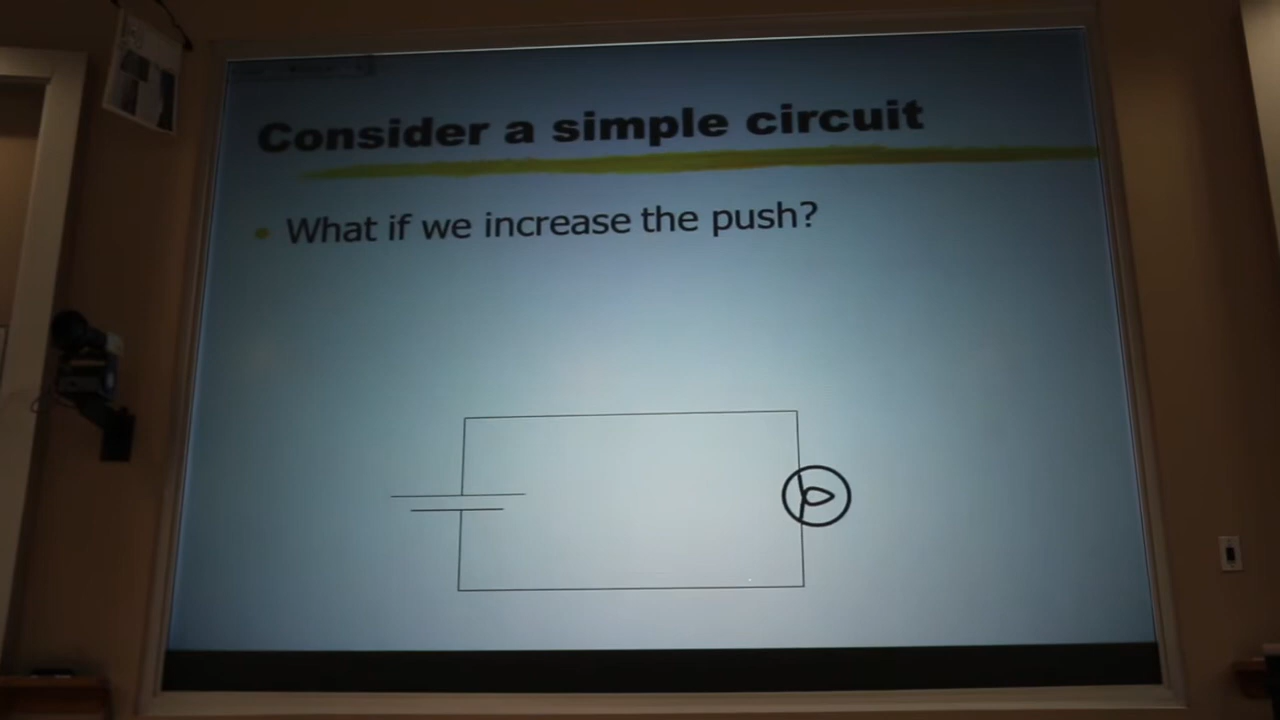 Consider a simple circuit
• What if we increase the push?